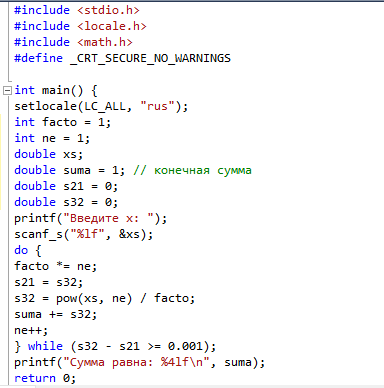 #include <stdio.h>
#include <locale.h>
#include <math.h>
#define _CRT_SECURE_NO_WARNINGS
int main() {
setlocale(LC_ALL, "rus");
int facto = 1;
int ne = 1;
double xs;
double suma = 1; // конечная сумма
double s21 = 0;
double s32 = 0;
printf("Введите x: ");
scanf_s("%lf", &xs);
do {
facto *= ne;
s21 = s32;
s32 = pow(xs, ne) / facto;
suma += s32;
ne++;
} while (s32 - s21 >= 0.001);
printf("Сумма равна: %4lf\n", suma);
return 0;